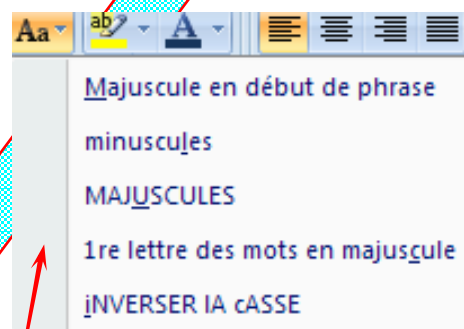 Aa ab A
Majuscule en début de phrase
minuscules
MAJUSCULES
1re lettre des mots en majuscule
iNVERSER lA cASSE